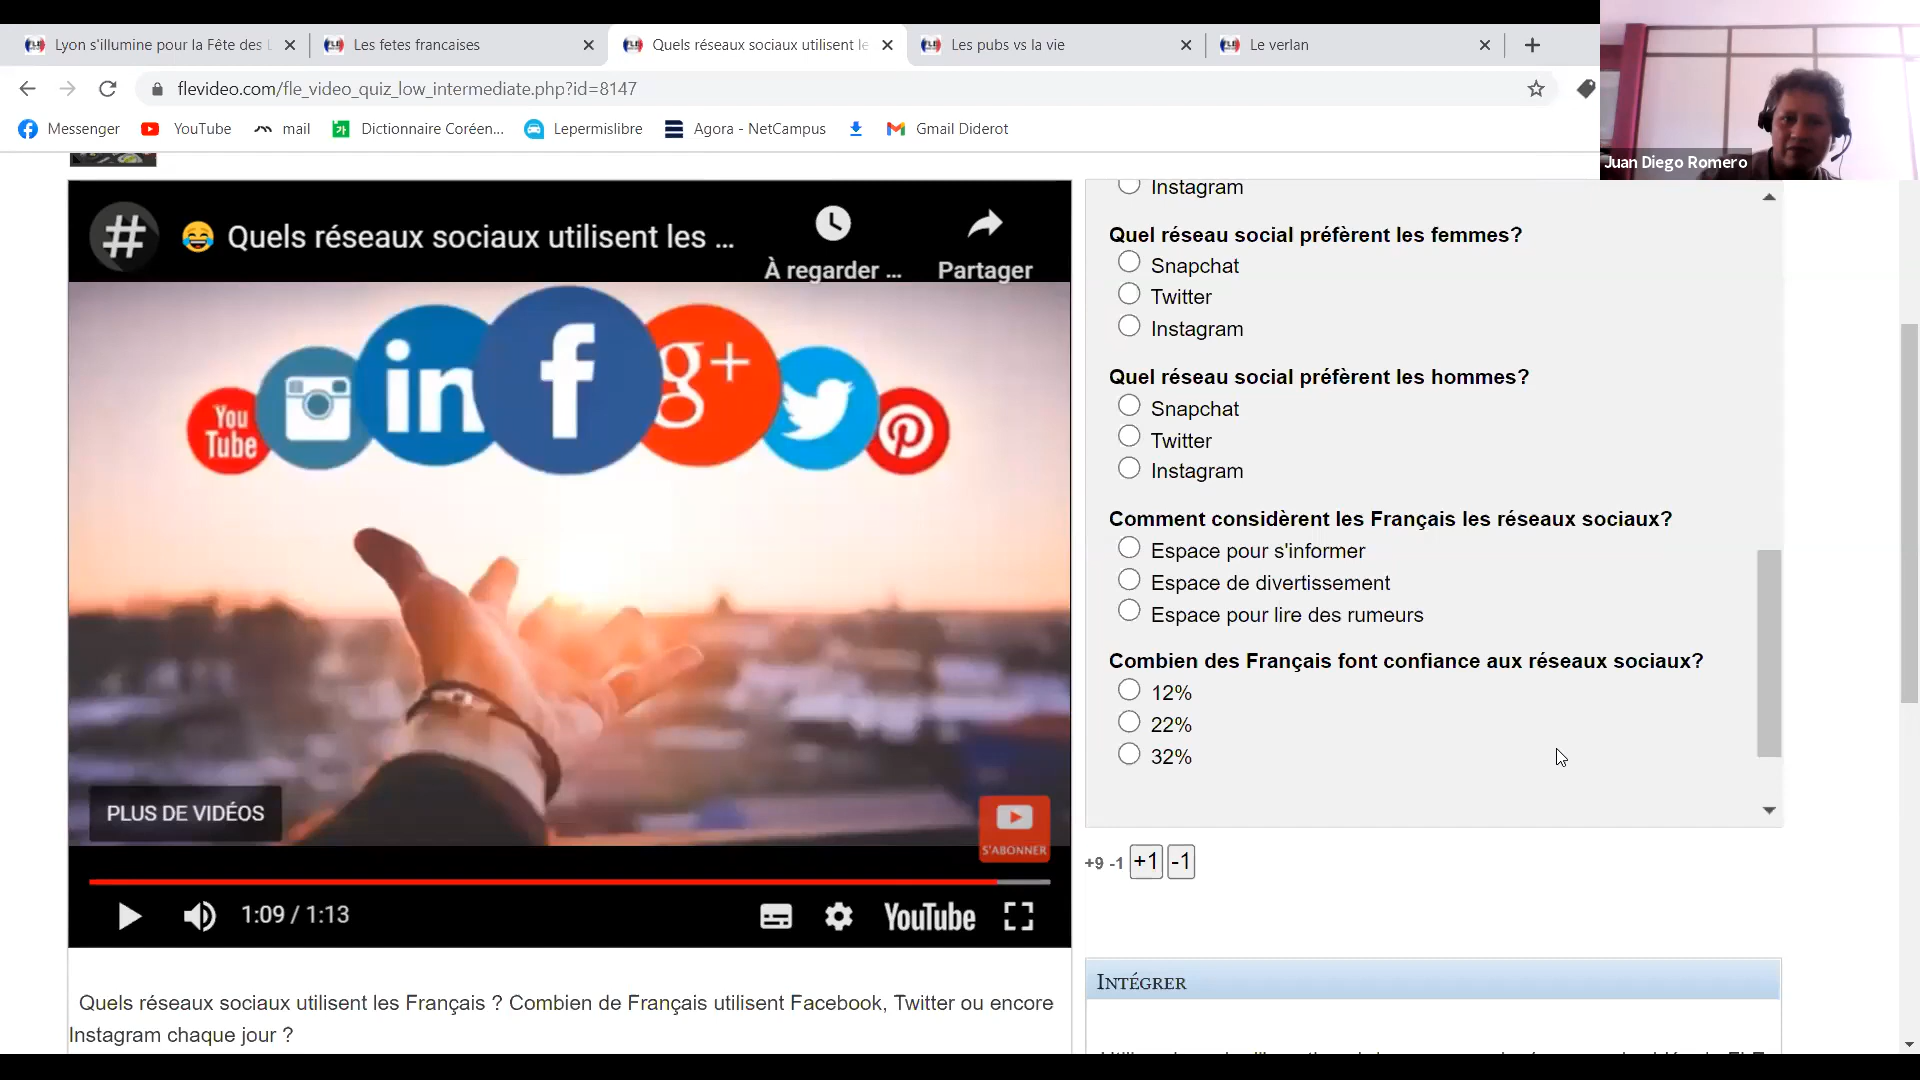 Lyon s'illumine pour la Fête des L
Les fetes francaises
Quels réseaux sociaux utilisent le
Les pubs vs la vie
Le verlan
flevideo.com/fle_video_quiz_low_intermediate.php?id=8147
Messenger
YouTube
mail
Dictionnaire Coréen...
Lepermislibre
Agora - NetCampus
Gmail Diderot
Juan Diego Romero
# 😂 Quels réseaux sociaux utilisent les ...
À regarder ...
Partager
You
Tube
in
f
g+
PLUS DE VIDÉOS
S'ABONNER
1:09 / 1:13
YouTube
Quels réseaux sociaux utilisent les Français ? Combien de Français utilisent Facebook, Twitter ou encore
Instagram chaque jour ?
Instagram
Quel réseau social préfèrent les femmes?
Snapchat
Twitter
Instagram
Quel réseau social préfèrent les hommes?
Snapchat
Twitter
Instagram
Comment considèrent les Français les réseaux sociaux?
Espace pour s'informer
Espace de divertissement
Espace pour lire des rumeurs
Combien des Français font confiance aux réseaux sociaux?
12%
22%
32%
+9 -1 +1 -1
INTÉGRER